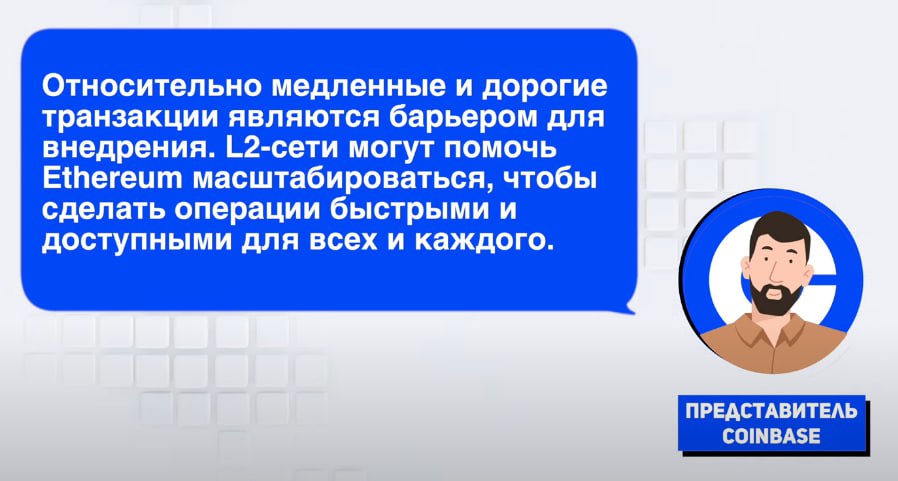 Относительно медленные и дорогие
транзакции являются барьером для
внедрения. L2-сети могут помочь
Ethereum масштабироваться, чтобы
сделать операции быстрыми и
доступными для всех и каждого.
ПРЕДСТАВИТЕЛЬ
COINBASE